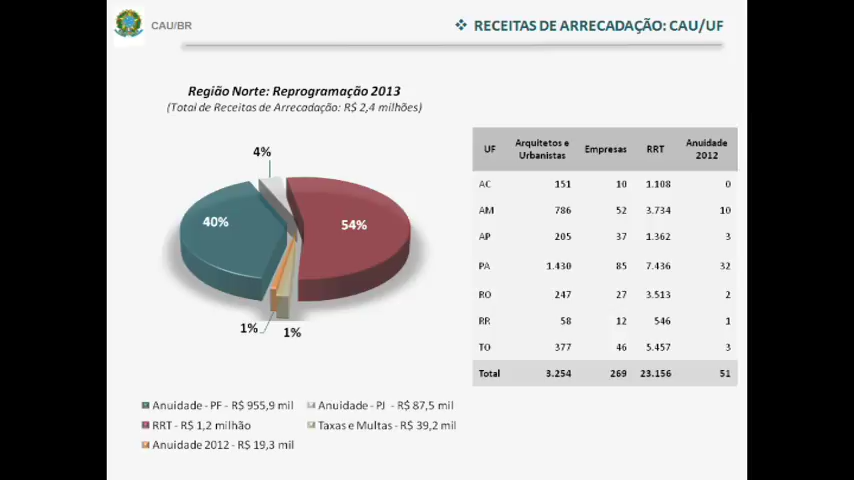 CAU/BR
❖ RECEITAS DE ARRECADAÇÃO: CAU/UF
Região Norte: Reprogramação 2013
(Total de Receitas de Arrecadação: R$ 2,4 milhões)
4%
40%
54%
1%
1%
Anuidade - PF - R$ 955,9 mil
Anuidade - PJ - R$ 87,5 mil
RRT - R$ 1,2 milhão
Taxas e Multas - R$ 39,2 mil
Anuidade 2012 - R$ 19,3 mil
UF Arquitetos e Urbanistas Empresas RRT Anuidade 2012
AC 151 10 1.108 0
AM 786 52 3.734 10
AP 205 37 1.362 3
PA 1.430 85 7.436 32
RO 247 27 3.513 2
RR 58 12 546 1
TO 377 46 5.457 3
Total 3.254 269 23.156 51